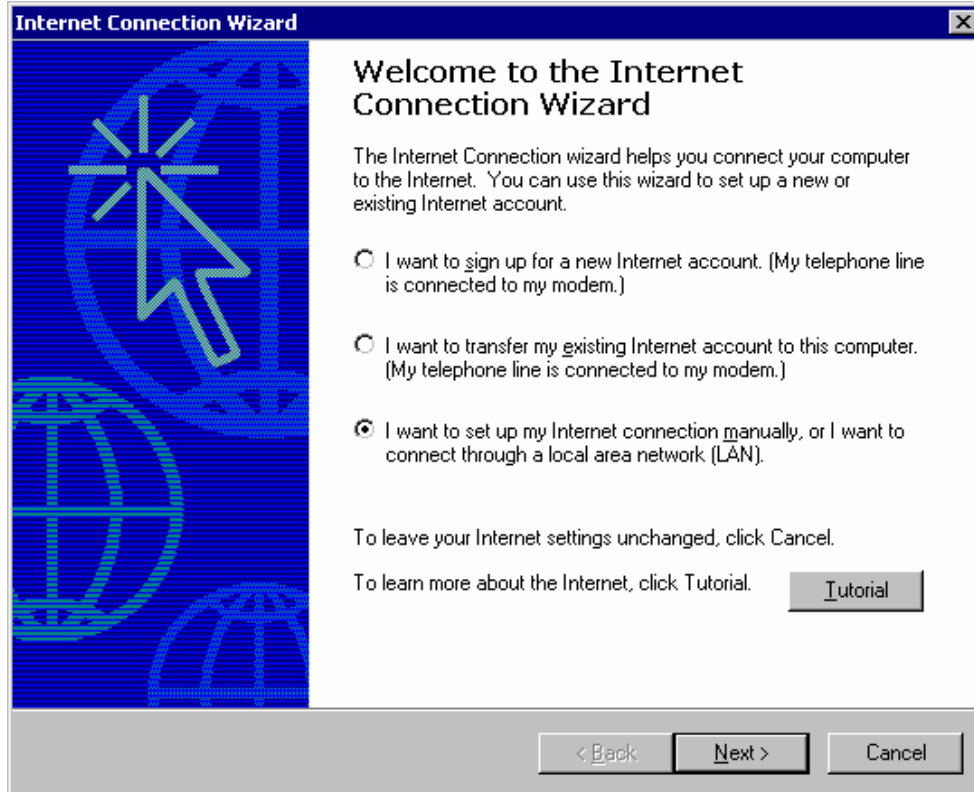 Internet Connection Wizard
Welcome to the Internet
Connection Wizard
The Internet Connection wizard helps you connect your computer
to the Internet.  You can use this wizard to set up a new or
existing Internet account.
I want to sign up for a new Internet account. (My telephone line
is connected to my modem.)
I want to transfer my existing Internet account to this computer.
(My telephone line is connected to my modem.)
I want to set up my Internet connection manually, or I want to
connect through a local area network (LAN).
To leave your Internet settings unchanged, click Cancel.
To learn more about the Internet, click Tutorial.
Tutorial
< Back
Next >
Cancel